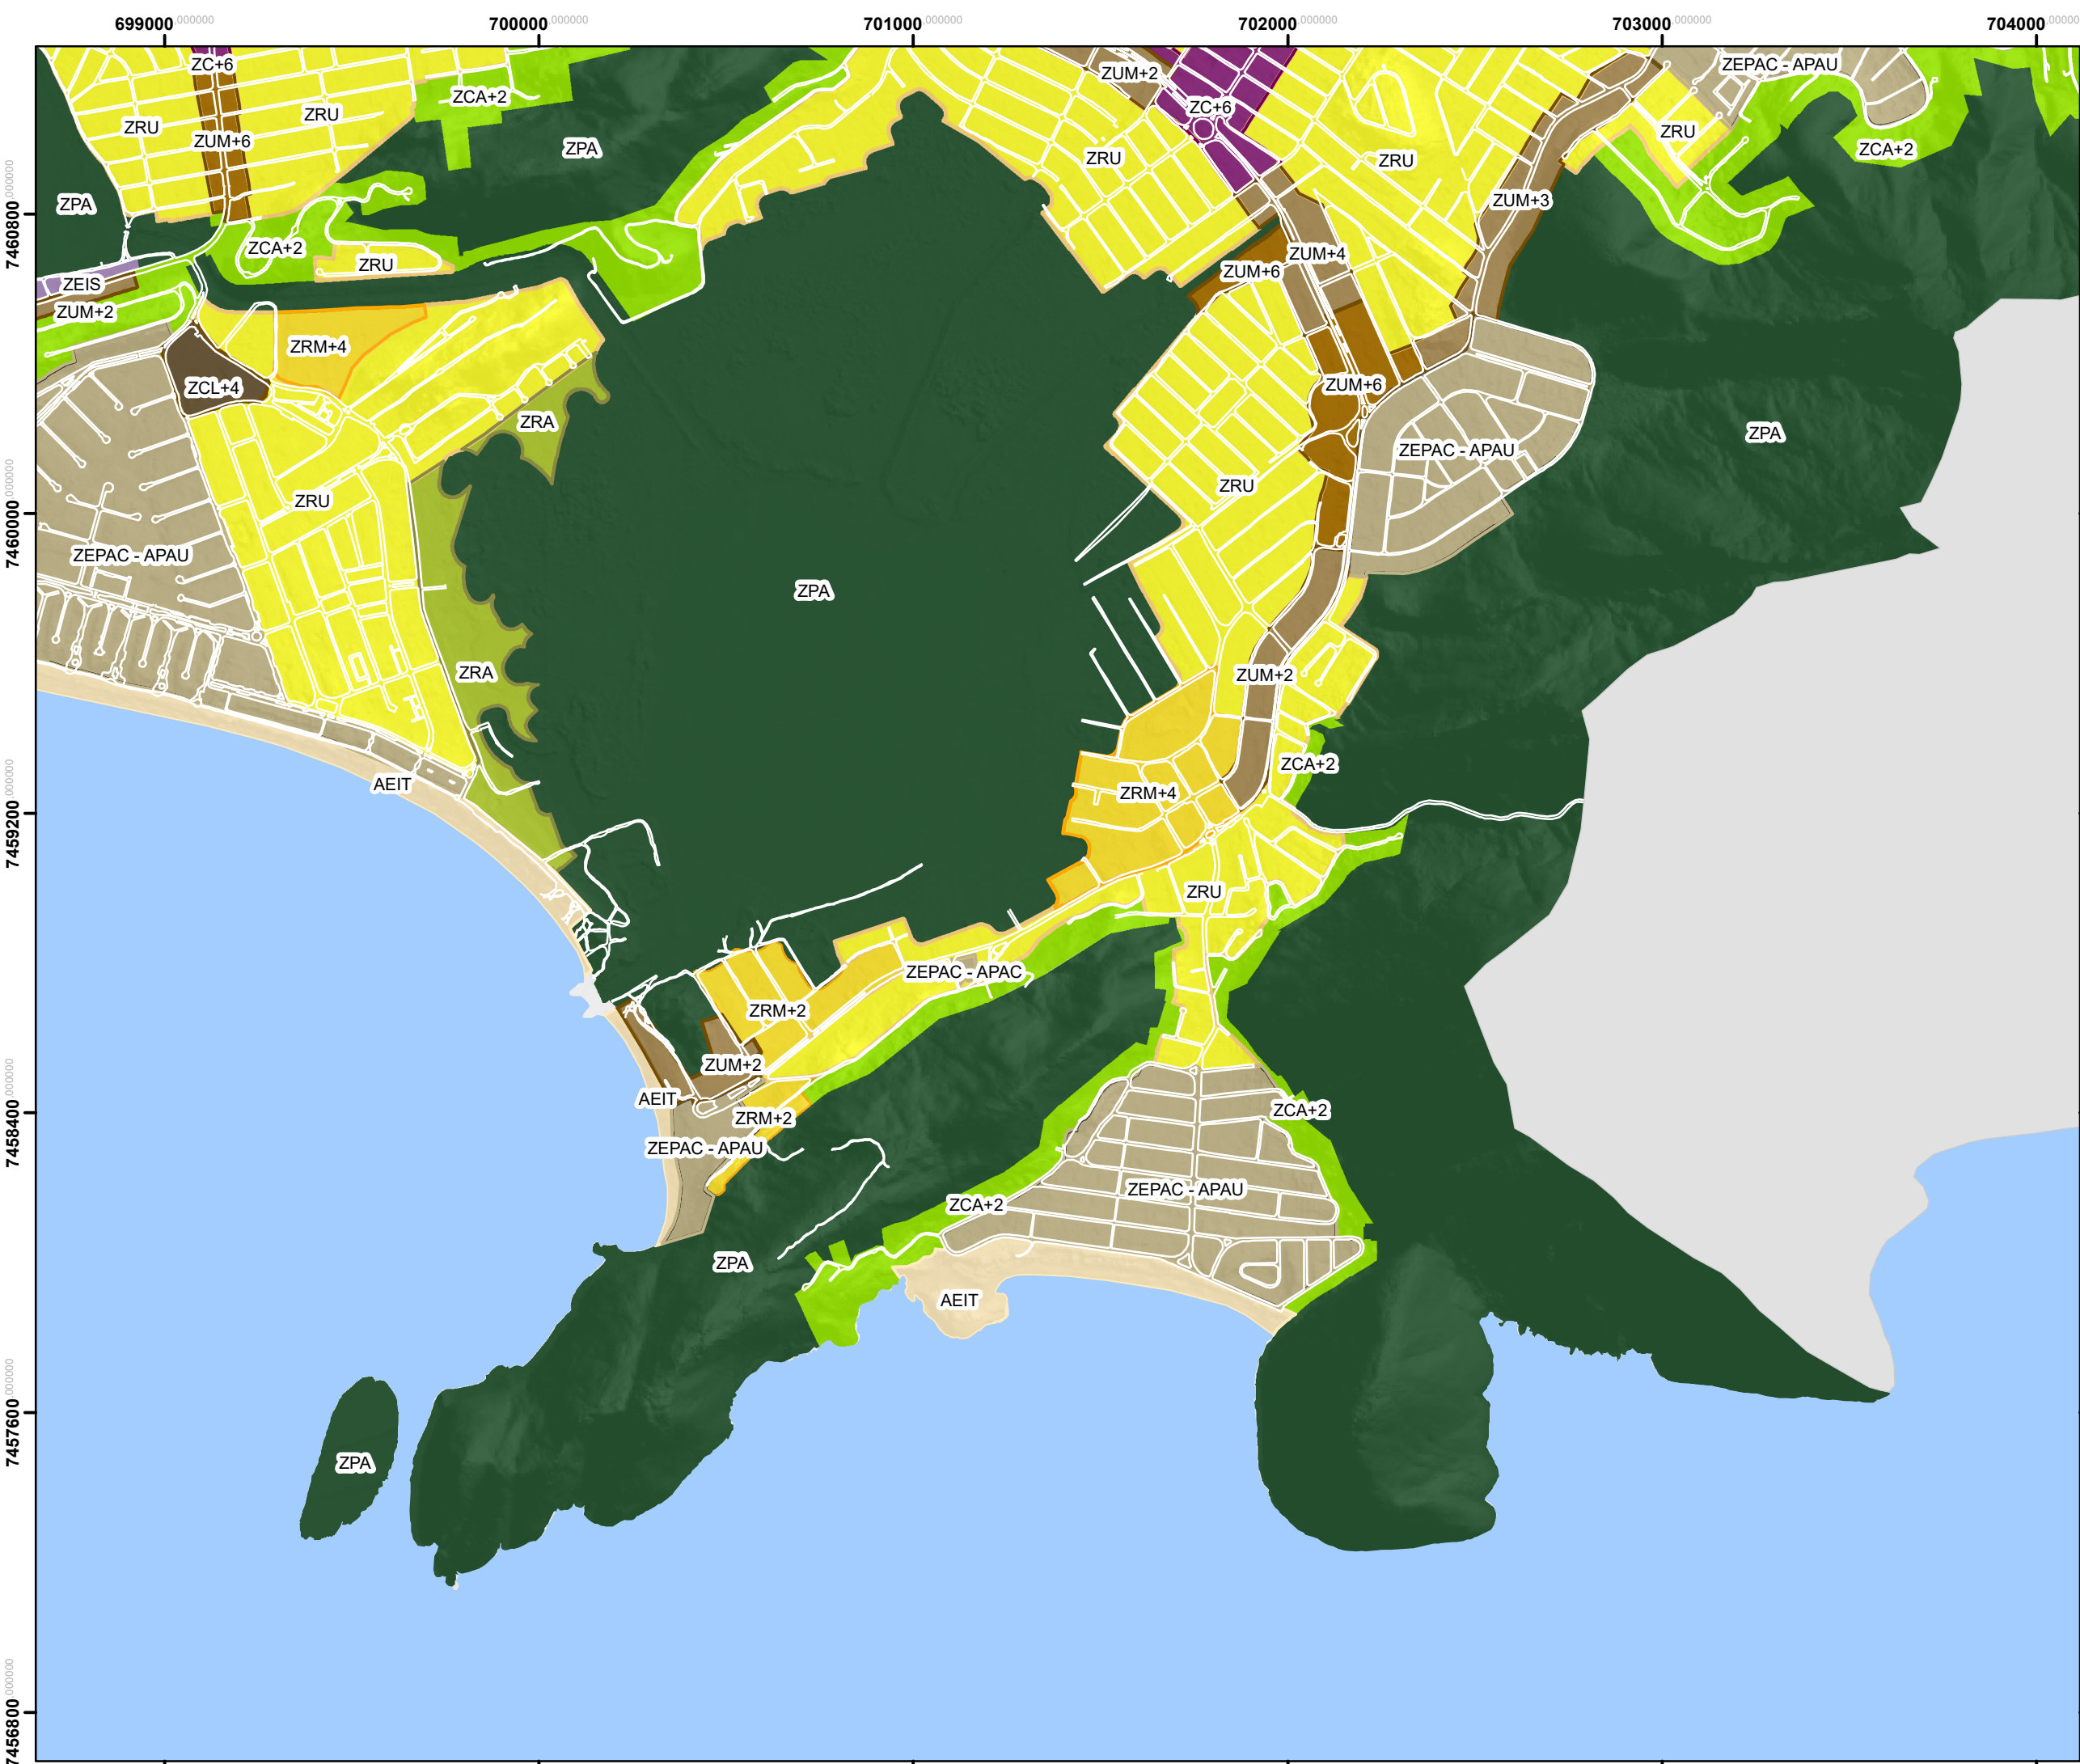 699000.000000 700000.000000 701000.000000 702000.000000 703000.000000 704000.00000
ZC+6
ZUM+2
ZEPAC - APAU
ZCA+2
ZC+6
ZRU
ZRU
ZUM+6
ZPA
ZRU
ZRU
ZRU
ZCA+2
ZPA
ZUM+3
7460800.000000
ZCA+2
ZRU
ZUM+4
ZUM+6
ZEIS
ZUM+2
ZRM+4
ZCL+4
ZUM+6
ZRA
ZPA
ZEPAC - APAU
ZRU
ZRU
7460000.000000
ZEPAC - APAU
ZPA
ZRA
ZUM+2
ZCA+2
AEIT
ZRM+4
7459200.000000
ZRU
ZEPAC - APAC
ZRM+2
ZUM+2
AEIT
ZRM+2
ZCA+2
7458400.000000
ZEPAC - APAU
ZEPAC - APAU
ZCA+2
ZPA
AEIT
7457600.000000
ZPA
7456800.000000